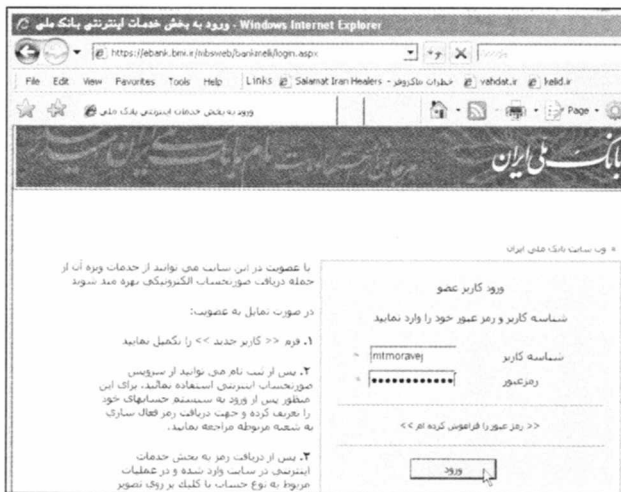 ورود به بخش خدمات اینترنتی بانک ملی - Windows Internet Explorer
https://ebank.bmi.ir/nibsweb/bankmelli/login.aspx
File Edit View Favorites Tools Help Links Salamat Iran Healers - خطرات ماکروفر vahdat.ir kelid.ir
ورود به بخش خدمات اینترنتی بانک ملی
Page
بانک ملی ایران
» وب سایت بانک ملی ایران
ورود کاربر عضو
شناسه کاربر و رمز عبور خود را وارد نمایید
شناسه کاربر mtmoravej *
رمزعبور ●●●●●●●●●●●● *
<< رمز عبور را فراموش کرده ام >>
ورود
با عضویت در این سایت می توانید از خدمات ویژه آن از
جمله دریافت صورتحساب الکترونیکی بهره مند شوید
در صورت تمایل به عضویت:
۱. فرم << کاربر جدید >> را تکمیل نمایید
۲. پس از ثبت نام می توانید از سرویس
صورتحساب اینترنتی استفاده نمائید. برای این
منظور پس از ورود به سیستم حسابهای خود
را تعریف کرده و جهت دریافت رمز فعال سازی
به شعبه مربوطه مراجعه نمایید.
۳. پس از دریافت رمز به بخش خدمات
اینترنتی در سایت وارد شده و در عملیات
مربوط به نوع حساب با کلیک بر روی تصویر